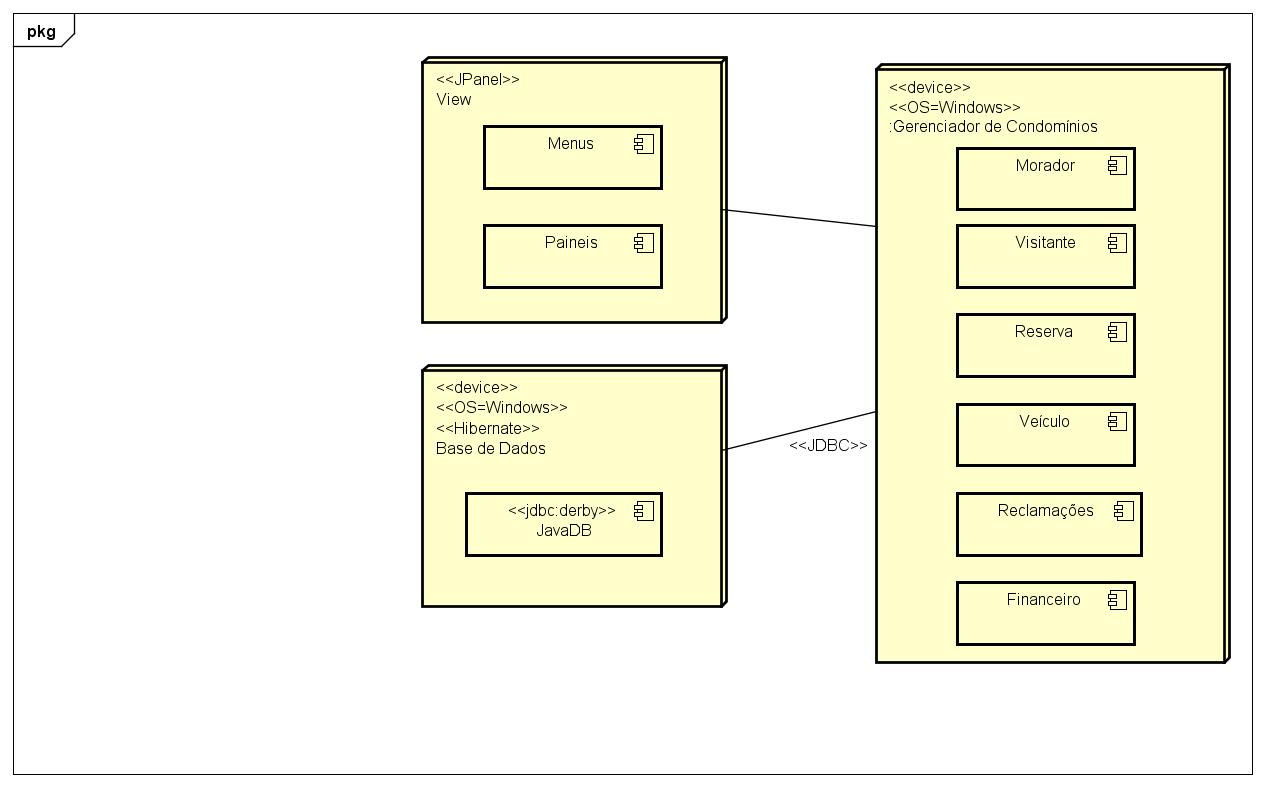 pkg
<<JPanel>>
View
Menus
Paineis
<<device>>
<<OS=Windows>>
<<Hibernate>>
Base de Dados
<<jdbc:derby>>
JavaDB
<<JDBC>>
<<device>>
<<OS=Windows>>
:Gerenciador de Condomínios
Morador
Visitante
Reserva
Veículo
Reclamações
Financeiro